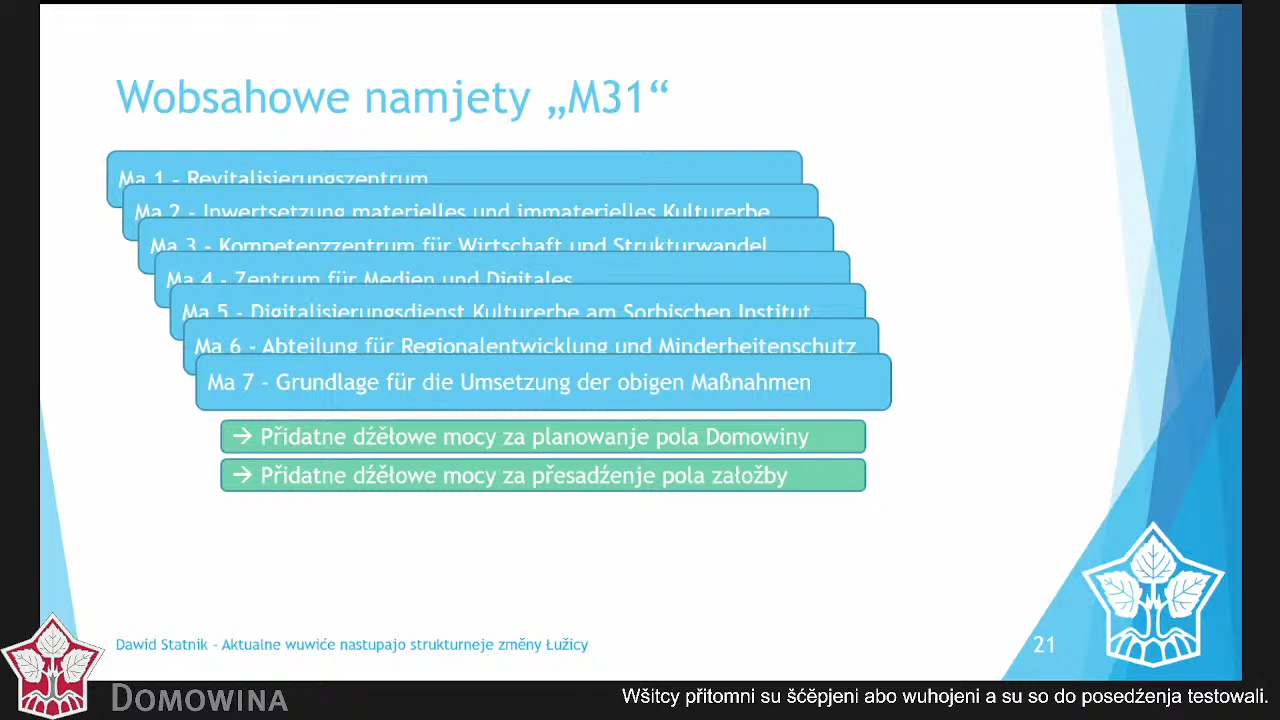 Wobsahowe namjety „M31“
Ma 1 - Revitalisierungszentrum
Ma 2 - Inwertsetzung materielles und immaterielles Kulturerbe
Ma 3 - Kompetenzzentrum für Wirtschaft und Strukturwandel
Ma 4 - Zentrum für Medien und Digitales
Ma 5 - Digitalisierungsdienst Kulturerbe am Sorbischen Institut
Ma 6 - Abteilung für Regionalentwicklung und Minderheitenschutz
Ma 7 - Grundlage für die Umsetzung der obigen Maßnahmen
→ Přidatne dźěłowe mocy za planowanje pola Domowiny
→ Přidatne dźěłowe mocy za přesadźenje pola założby
Dawid Statnik - Aktualne wuwiće nastupajo strukturneje změny Łužicy
21
DOMOWINA
Wšitcy přitomni su šćěpjeni abo wuhojeni a su so do posedźenja testowali.